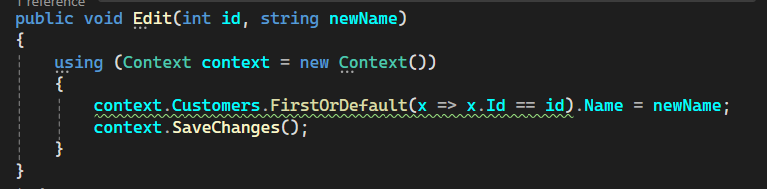 1 reference
public void Edit(int id, string newName)
{
using (Context context = new Context())
{
context.Customers.FirstOrDefault(x => x.Id == id).Name = newName;
context.SaveChanges();
}
}